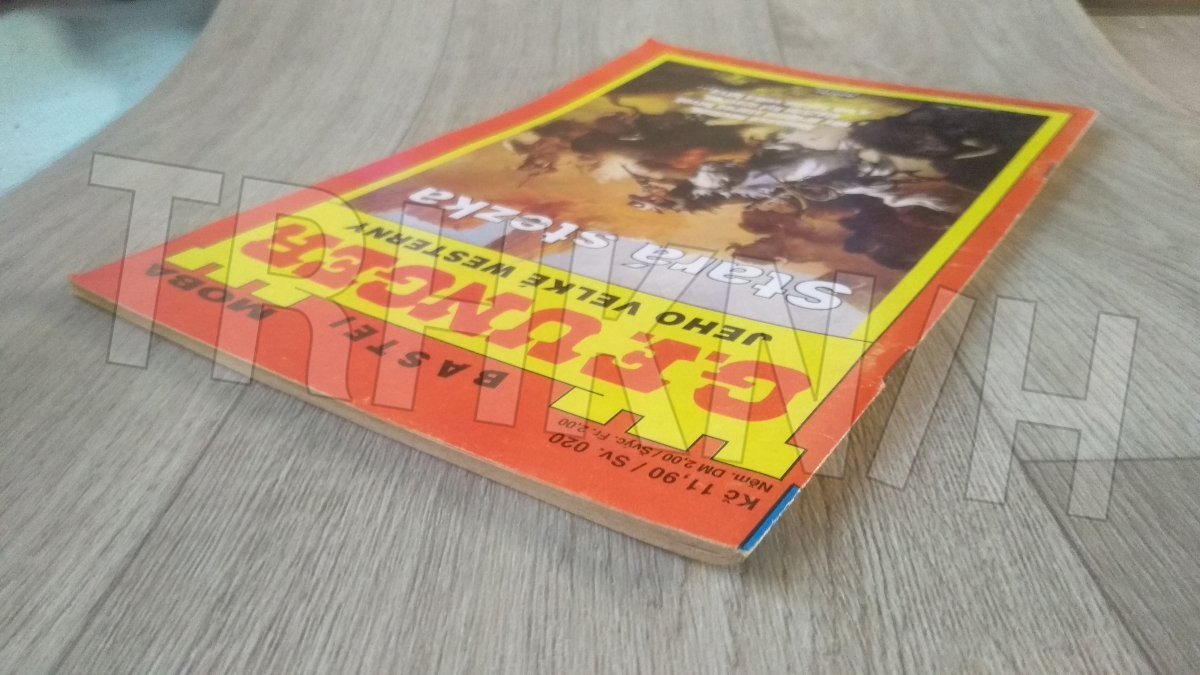 Kč 11,90 / Sv. 020
Něm. DM 2,00 / Švýc. Fr. 2,00
BASTEI MOBA
G.F. UNGER
JEHO VELKÉ WESTERNY
Stará stezka
TRHKNIH